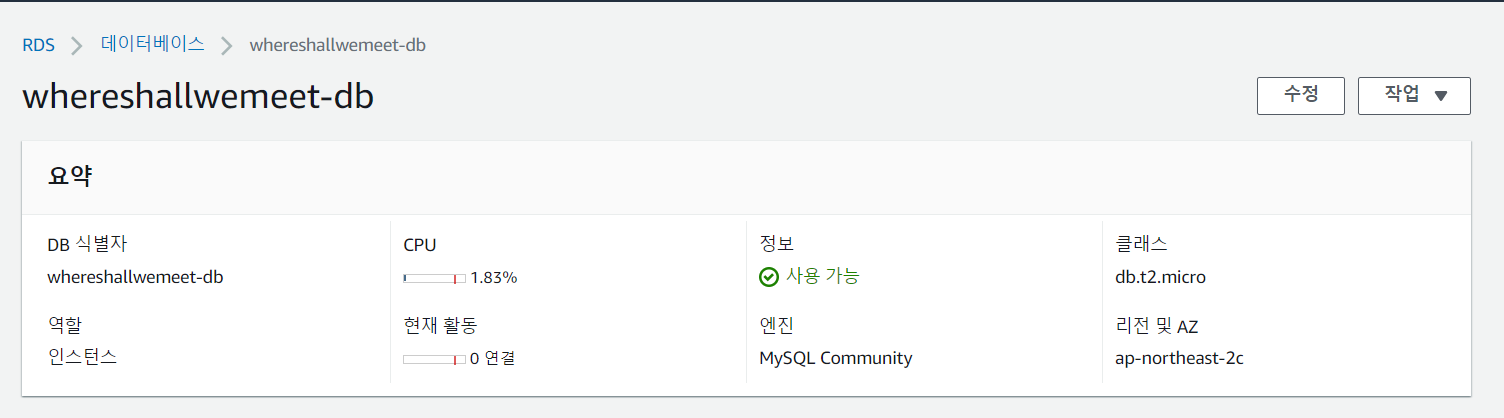 RDS > 데이터베이스 > whereshallwemeet-db
whereshallwemeet-db
수정
작업
요약
DB 식별자
whereshallwemeet-db
CPU
1.83%
정보
사용 가능
클래스
db.t2.micro
역할
인스턴스
현재 활동
0 연결
엔진
MySQL Community
리전 및 AZ
ap-northeast-2c